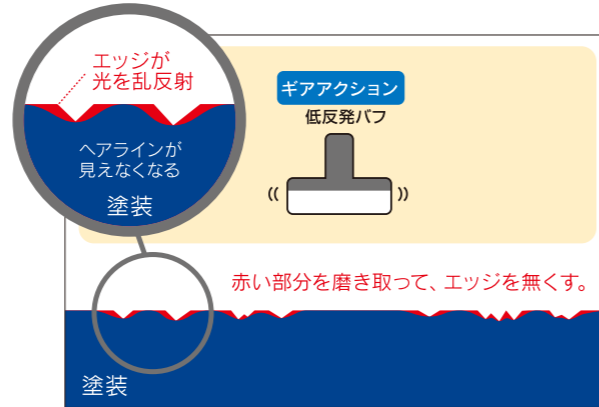 エッジが
光を乱反射
ヘアラインが
見えなくなる
塗装
ギアアクション
低反発バフ
赤い部分を磨き取って、エッジを無くす。
塗装